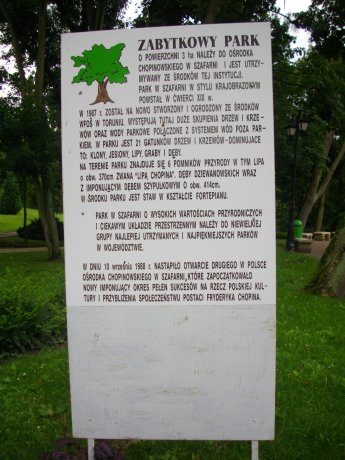 ZABYTKOWY PARK
O POWIERZCHNI 3 ha NALEŻY DO OŚRODKA
CHOPINOWSKIEGO W SZAFARNI I JEST UTRZY-
MYWANY ZE ŚRODKÓW TEJ INSTYTUCJI.
PARK W SZAFARNI W STYLU KRAJOBRAZOWYM
POWSTAŁ W ĆWIERCI XIX w.
W 1987 r. ZOSTAŁ NA NOWO STWORZONY I OGRODZONY ZE ŚRODKÓW
WFOŚ W TORUNIU. WYSTĘPUJĄ TUTAJ DUŻE SKUPIENIA DRZEW I KRZE-
WÓW ORAZ WODY PARKOWE POŁĄCZONE Z SYSTEMEM WÓD POZA PAR-
KIEM. W PARKU JEST 21 GATUNKÓW DRZEW I KRZEWÓW-DOMINUJĄCE
TO: KLONY, JESIONY, LIPY, GRABY I DĘBY.
NA TERENIE PARKU ZNAJDUJE SIĘ 6 POMNIKÓW PRZYRODY W TYM LIPA
o obw. 370cm ZWANA "LIPĄ CHOPINA", DĘBY DZIEWANOWSKICH WRAZ
Z IMPONUJĄCYM DĘBEM SZYPUŁKOWYM O obw. 414cm.
W ŚRODKU PARKU JEST STAW W KSZTAŁCIE FORTEPIANU.
PARK W SZAFARNI O WYSOKICH WARTOŚCIACH PRZYRODNICZYCH
I CIEKAWYM UKŁADZIE PRZESTRZENNYM NALEŻY DO NIEWIELKIEJ
GRUPY NAJLEPIEJ UTRZYMANYCH I NAJPIĘKNIEJSZYCH PARKÓW
W WOJEWÓDZTWIE.
W DNIU 10 września 1988 r. NASTĄPIŁO OTWARCIE DRUGIEGO W POLSCE
OŚRODKA CHOPINOWSKIEGO W SZAFARNI, KTÓRE ZAPOCZĄTKOWAŁO
NOWY IMPONUJĄCY OKRES PEŁEN SUKCESÓW NA RZECZ POLSKIEJ KUL-
TURY I PRZYBLIŻENIA SPOŁECZEŃSTWU POSTACI FRYDERYKA CHOPINA.